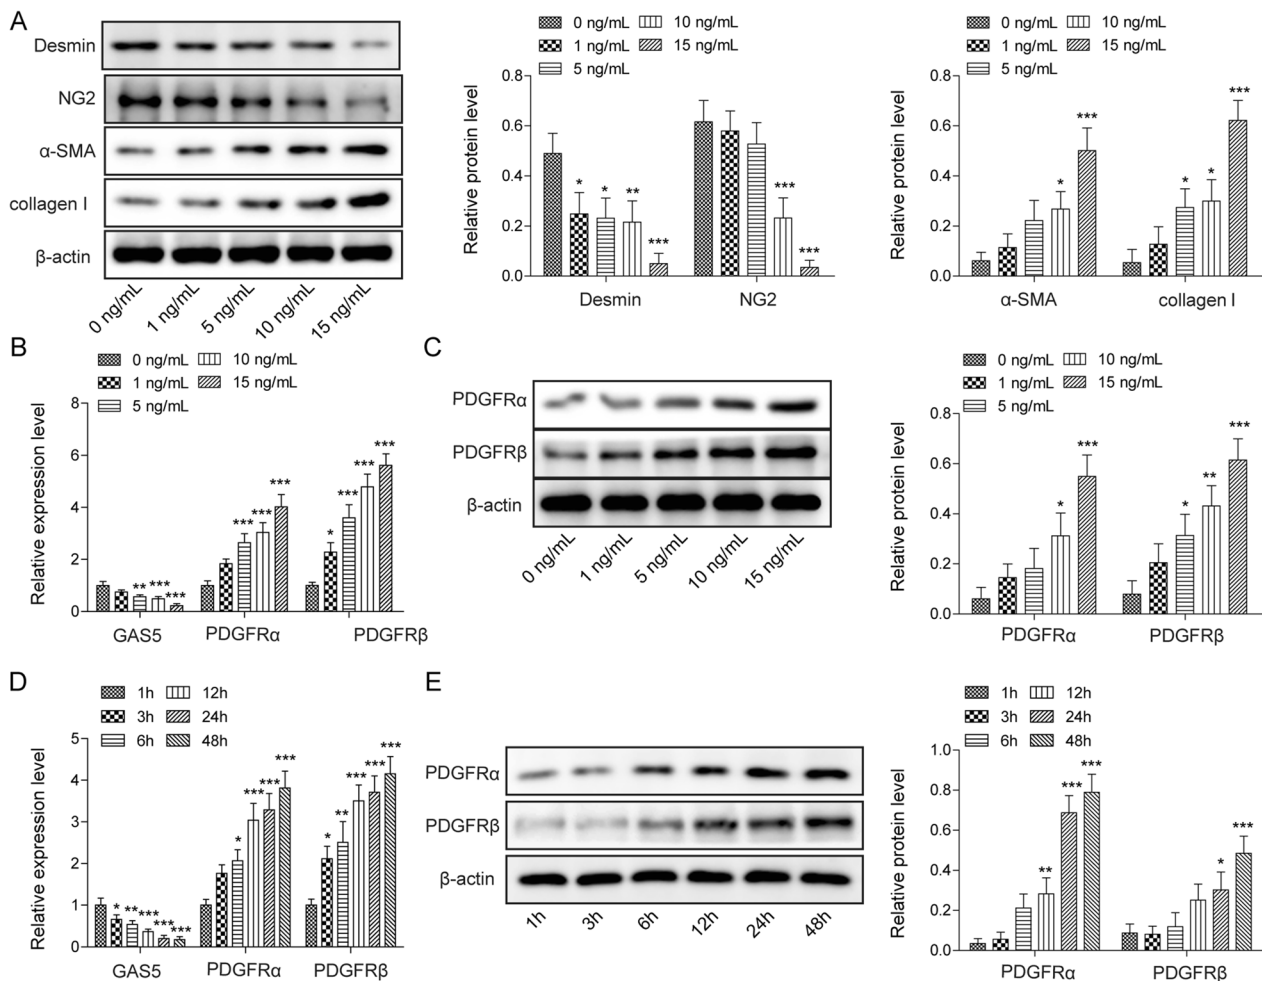 A
Desmin
NG2
α-SMA
collagen I
β-actin
0 ng/mL
1 ng/mL
5 ng/mL
10 ng/mL
15 ng/mL
0 ng/mL 10 ng/mL
1 ng/mL 15 ng/mL
5 ng/mL
Relative protein level
0.8
0.6
0.4
0.2
0.0
* * ** ***
*** ***
Desmin NG2
0 ng/mL 10 ng/mL
1 ng/mL 15 ng/mL
5 ng/mL
Relative protein level
0.8
0.6
0.4
0.2
0.0
* ***
* * ***
α-SMA collagen I
B
0 ng/mL 10 ng/mL
1 ng/mL 15 ng/mL
5 ng/mL
Relative expression level
8
6
4
2
0
** *** ***
*** *** ***
* *** *** ***
GAS5 PDGFRα PDGFRβ
C
PDGFRα
PDGFRβ
β-actin
0 ng/mL
1 ng/mL
5 ng/mL
10 ng/mL
15 ng/mL
0 ng/mL 10 ng/mL
1 ng/mL 15 ng/mL
5 ng/mL
Relative protein level
0.8
0.6
0.4
0.2
0.0
* ***
* ** ***
PDGFRα PDGFRβ
D
1h 12h
3h 24h
6h 48h
Relative expression level
5
4
3
2
1
0
* ** *** *** ***
* *** *** ***
* ** *** *** ***
GAS5 PDGFRα PDGFRβ
E
PDGFRα
PDGFRβ
β-actin
1h
3h
6h
12h
24h
48h
1h 12h
3h 24h
6h 48h
Relative protein level
1.0
0.8
0.6
0.4
0.2
0.0
** *** ***
* ***
PDGFRα PDGFRβ